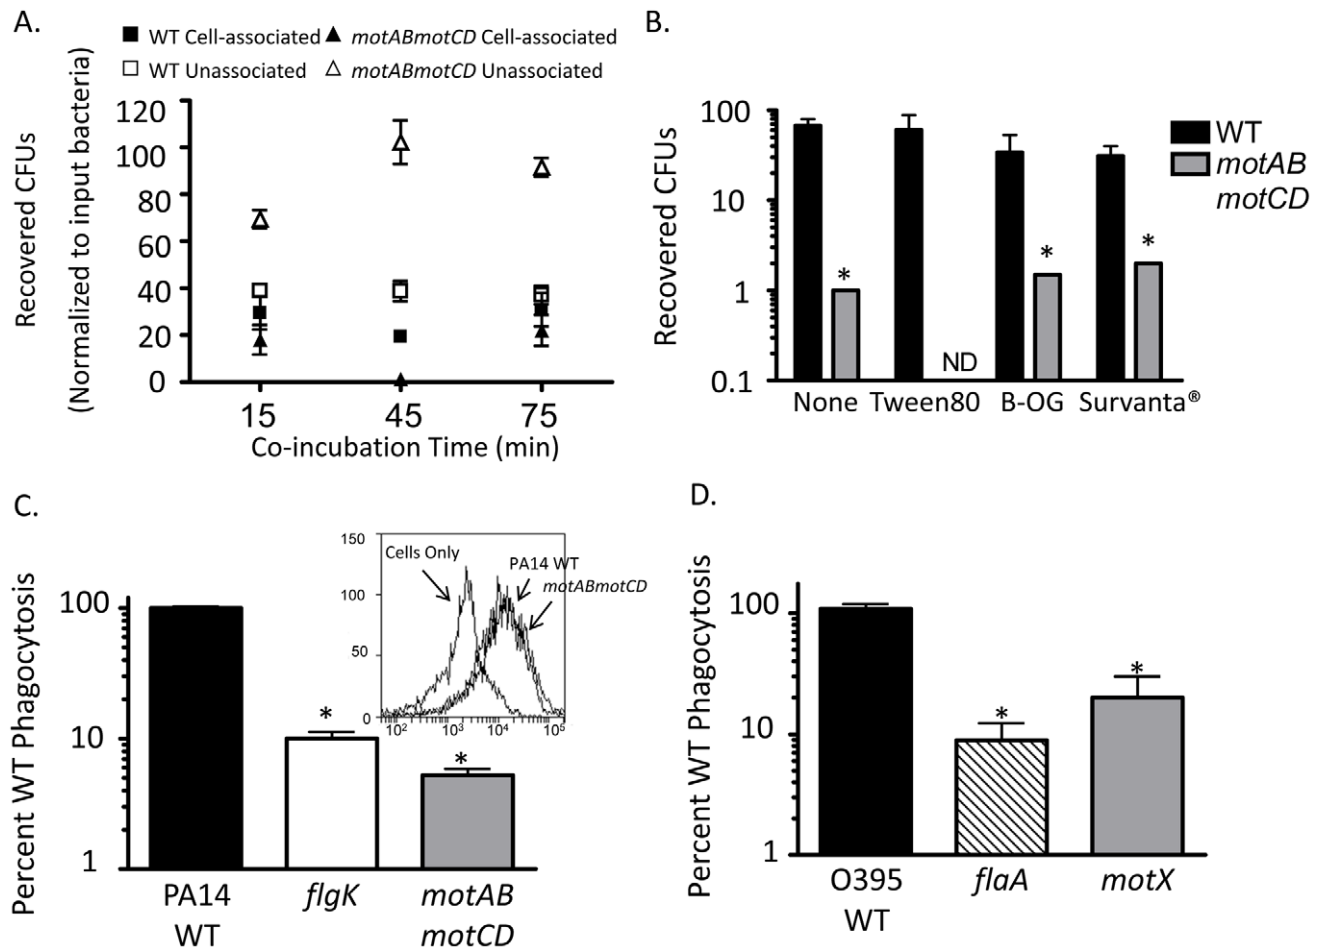 A.
WT Cell-associated motABmotCD Cell-associated
WT Unassociated motABmotCD Unassociated
Recovered CFUs
(Normalized to input bacteria)
120
100
80
60
40
20
0
15 45 75
Co-incubation Time (min)
B.
Recovered CFUs
100
10
1
0.1
* ND * *
None Tween80 B-OG Survanta®
WT
motAB
motCD
C.
Percent WT Phagocytosis
100
10
1
* *
PA14
WT
flgK
motAB
motCD
150
100
50
0
10² 10³ 10⁴ 10⁵
Cells Only
PA14 WT
motABmotCD
D.
Percent WT Phagocytosis
100
10
1
* *
O395
WT
flaA
motX